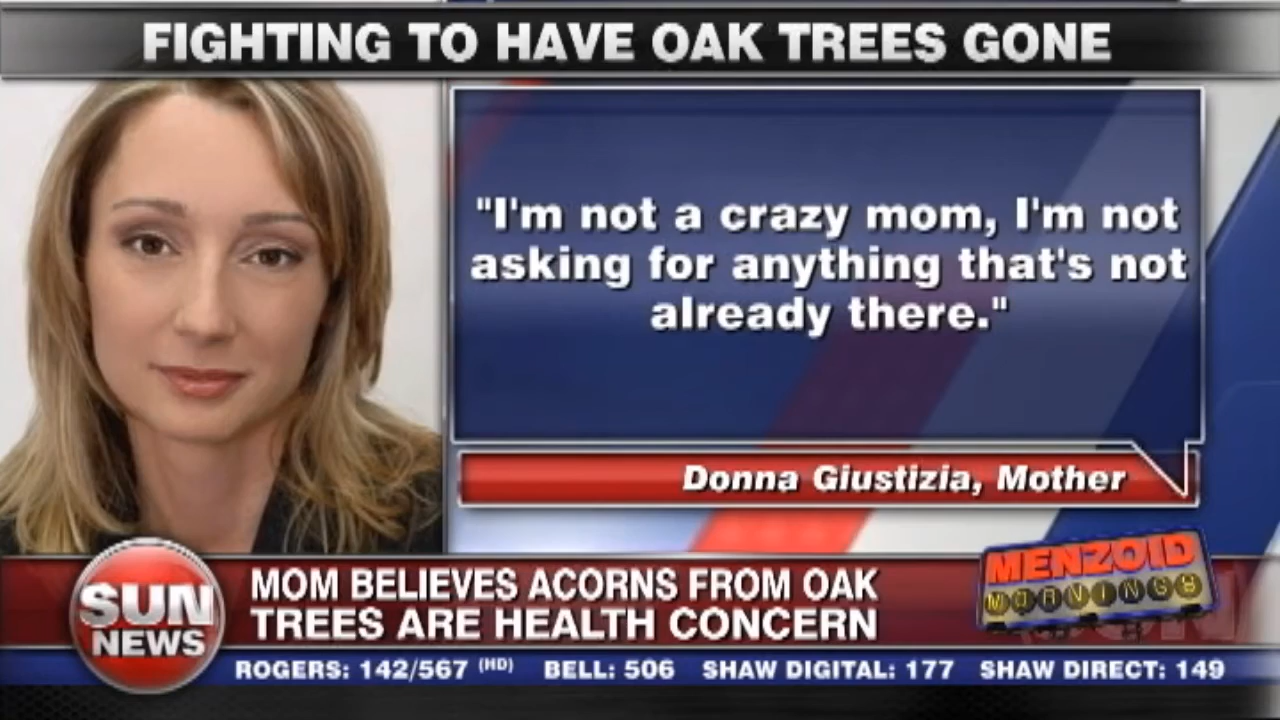 FIGHTING TO HAVE OAK TREES GONE
"I'm not a crazy mom, I'm not
asking for anything that's not
already there."
Donna Giustizia, Mother
SUN
NEWS
MOM BELIEVES ACORNS FROM OAK
TREES ARE HEALTH CONCERN
MENZOID
MORNINGS
ROGERS: 142/567 (HD) BELL: 506 SHAW DIGITAL: 177 SHAW DIRECT: 149